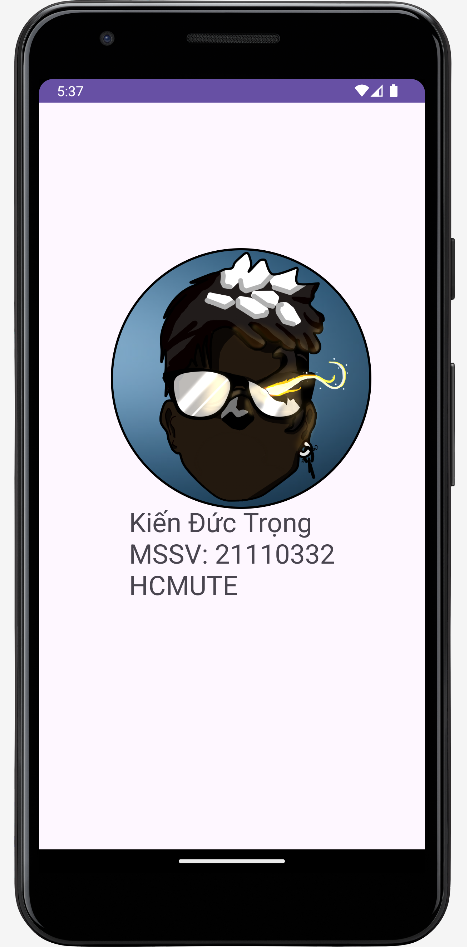 5:37
Kiến Đức Trọng
MSSV: 21110332
HCMUTE